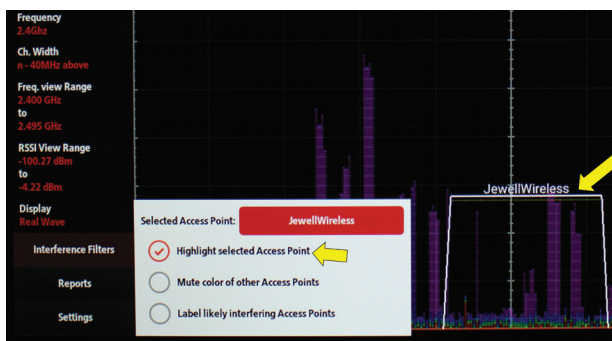 Frequency
2.4Ghz
Ch. Width
n - 40MHz above
Freq. view Range
2.400 GHz
to
2.495 GHz
RSSI View Range
-100.27 dBm
to
-4.22 dBm
Display
Real Wave
Interference Filters
Reports
Settings
JewellWireless
Selected Access Point:
JewellWireless
Highlight selected Access Point
Mute color of other Access Points
Label likely interfering Access Points